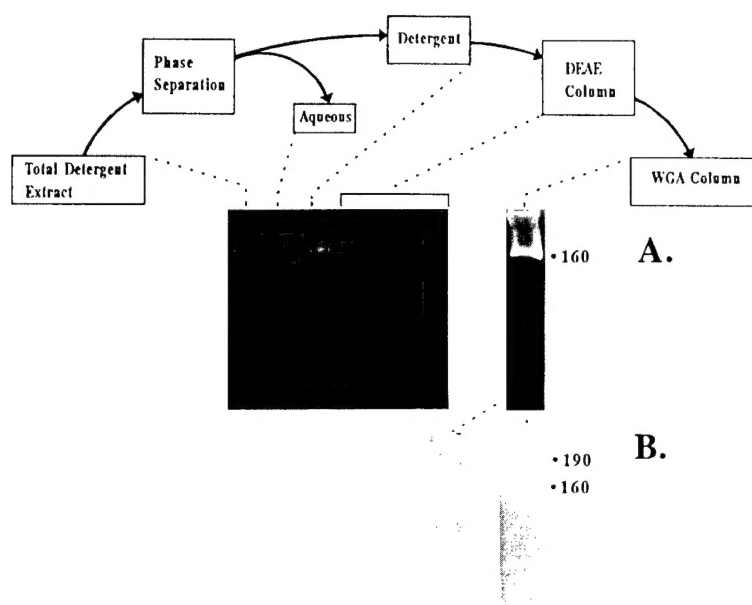 Detergent
Phase
Separation
DEAE
Column
Aqueous
Total Detergent
Extract
WGA Column
•160
A.
B.
•190
•160